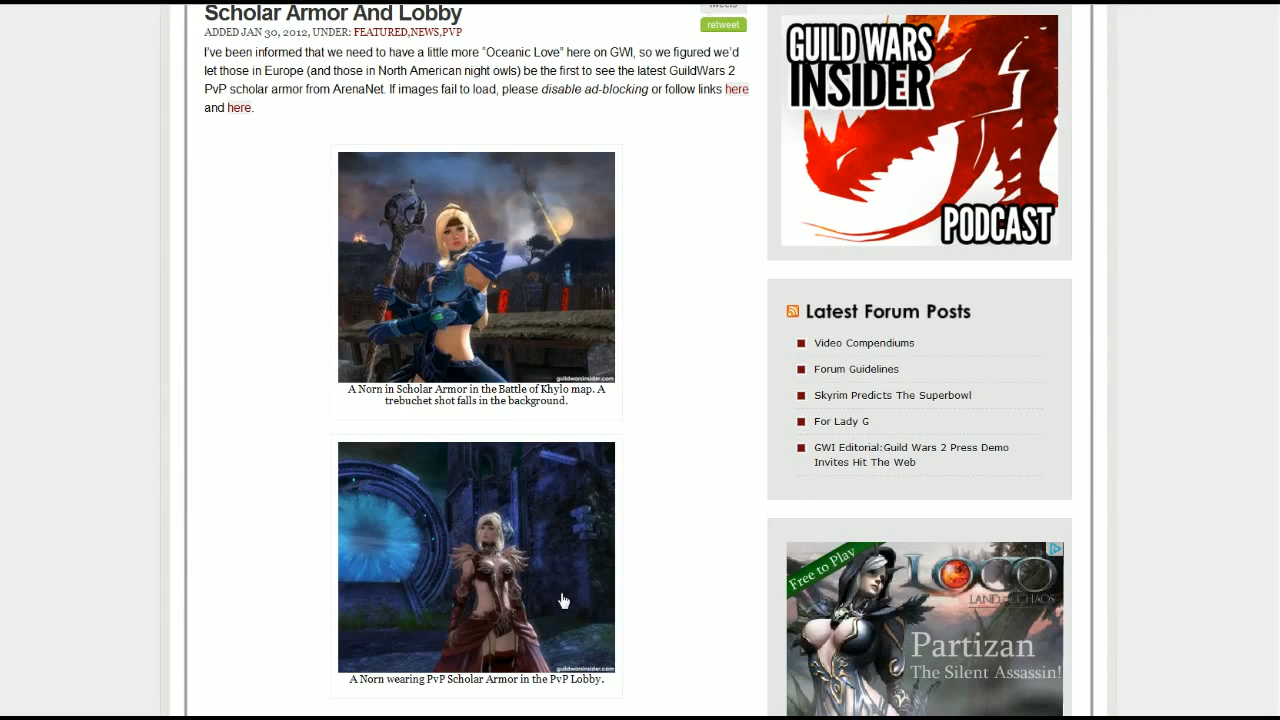 Scholar Armor And Lobby
ADDED JAN 30, 2012, UNDER: FEATURED,NEWS,PVP
tweets
retweet
I've been informed that we need to have a little more "Oceanic Love" here on GWI, so we figured we'd
let those in Europe (and those in North American night owls) be the first to see the latest GuildWars 2
PvP scholar armor from ArenaNet. If images fail to load, please disable ad-blocking or follow links here
and here.
guildwarsinsider.com
A Norn in Scholar Armor in the Battle of Khylo map. A
trebuchet shot falls in the background.
guildwarsinsider.com
A Norn wearing PvP Scholar Armor in the PvP Lobby.
GUILD WARS
INSIDER
PODCAST
Latest Forum Posts
Video Compendiums
Forum Guidelines
Skyrim Predicts The Superbowl
For Lady G
GWI Editorial:Guild Wars 2 Press Demo
Invites Hit The Web
Free to Play
LOCO
LAND of CHAOS
Partizan
The Silent Assassin!